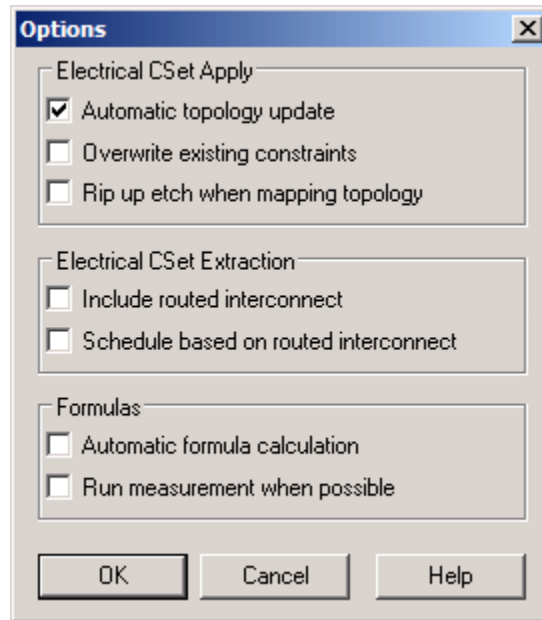 Options
Electrical CSet Apply
Automatic topology update
Overwrite existing constraints
Rip up etch when mapping topology
Electrical CSet Extraction
Include routed interconnect
Schedule based on routed interconnect
Formulas
Automatic formula calculation
Run measurement when possible
OK Cancel Help